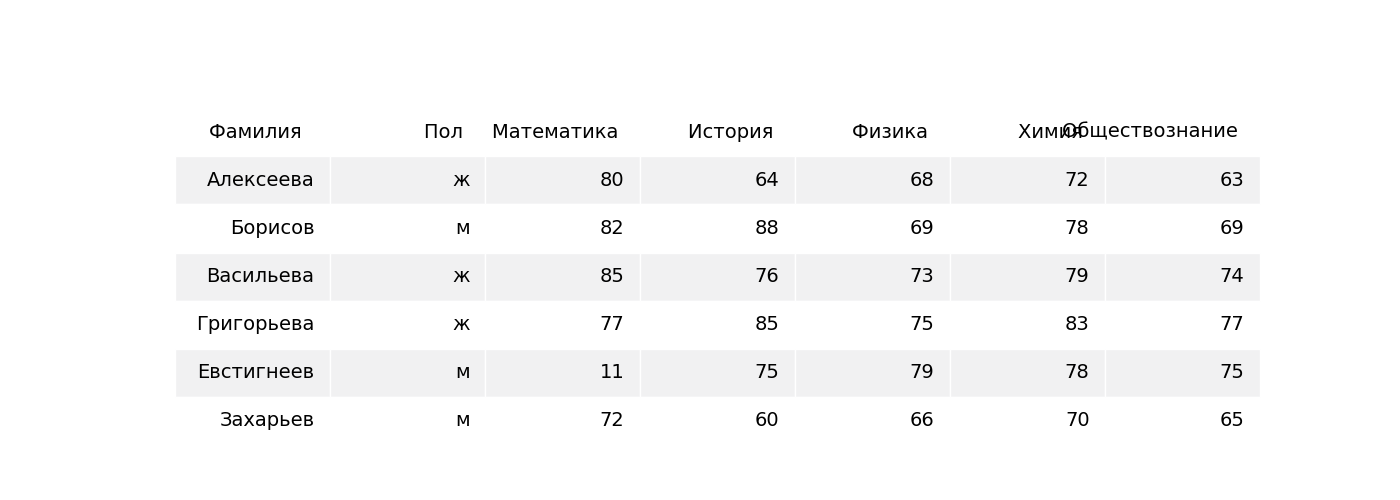 Фамилия Пол Математика История Физика Химия Обществознание
Алексеева ж 80 64 68 72 63
Борисов м 82 88 69 78 69
Васильева ж 85 76 73 79 74
Григорьева ж 77 85 75 83 77
Евстигнеев м 11 75 79 78 75
Захарьев м 72 60 66 70 65